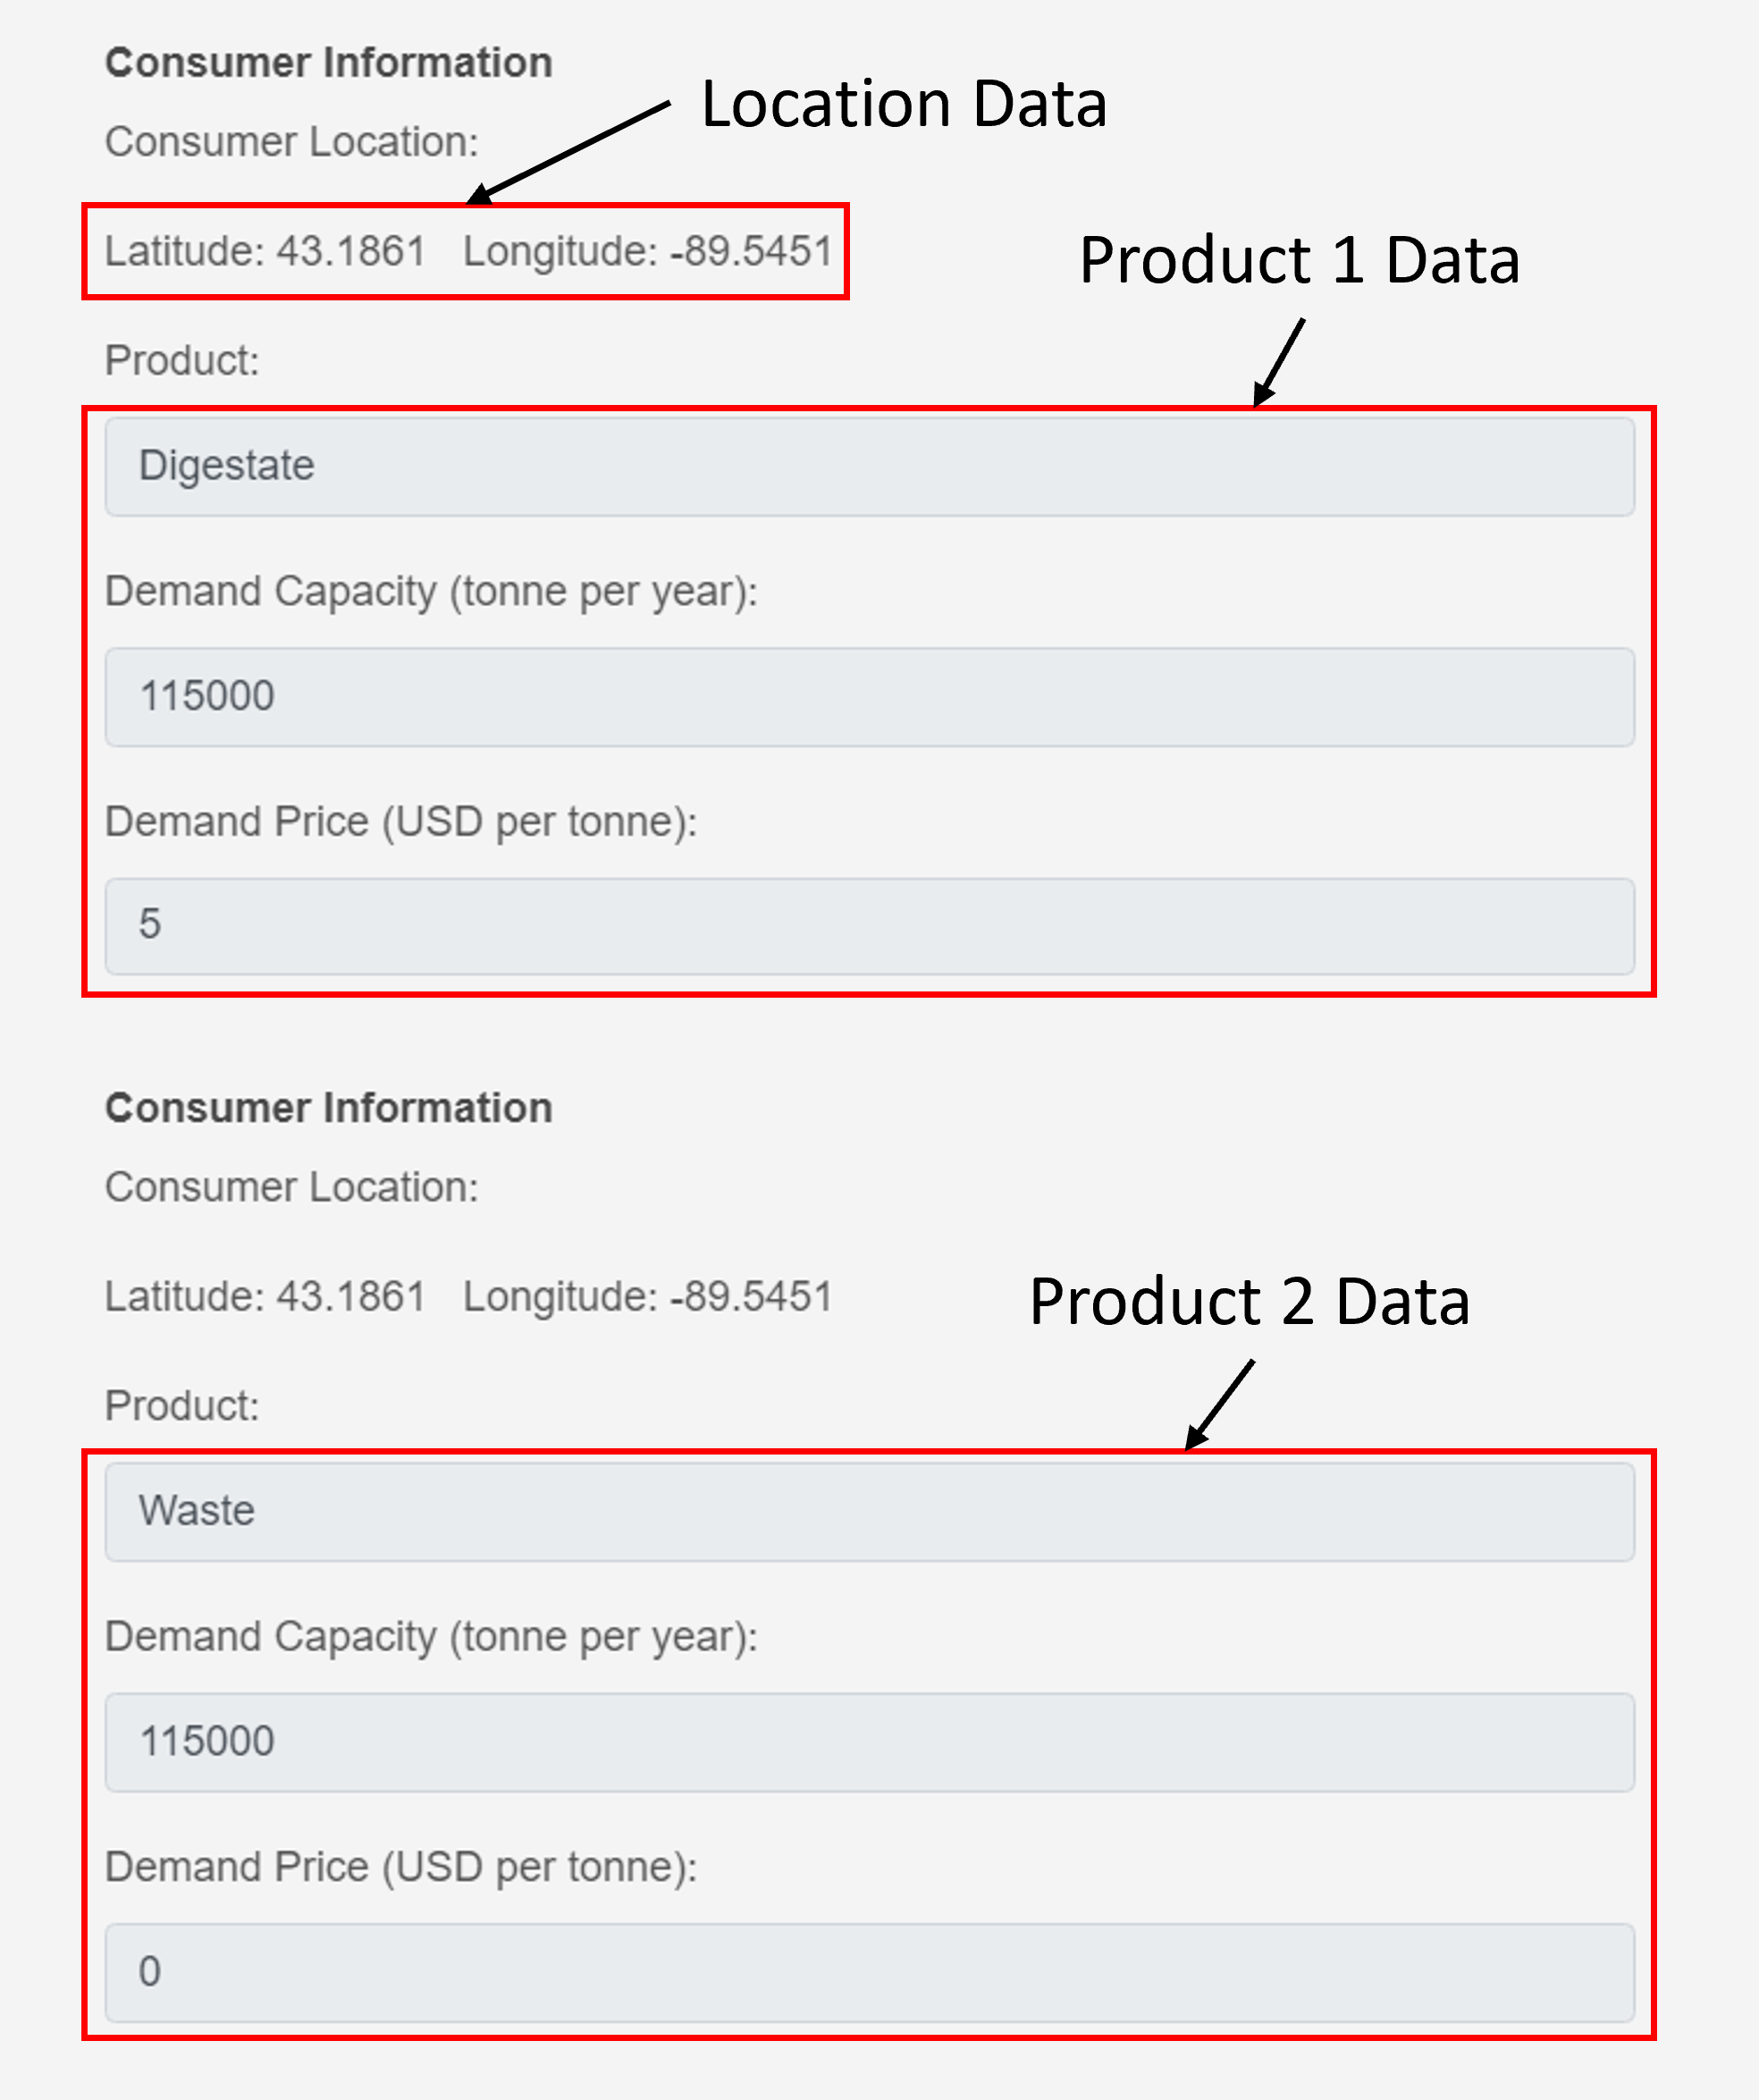 Consumer Information
Location Data
Consumer Location:
Latitude: 43.1861 Longitude: -89.5451
Product 1 Data
Product:
Digestate
Demand Capacity (tonne per year):
115000
Demand Price (USD per tonne):
5
Consumer Information
Consumer Location:
Latitude: 43.1861 Longitude: -89.5451
Product 2 Data
Product:
Waste
Demand Capacity (tonne per year):
115000
Demand Price (USD per tonne):
0